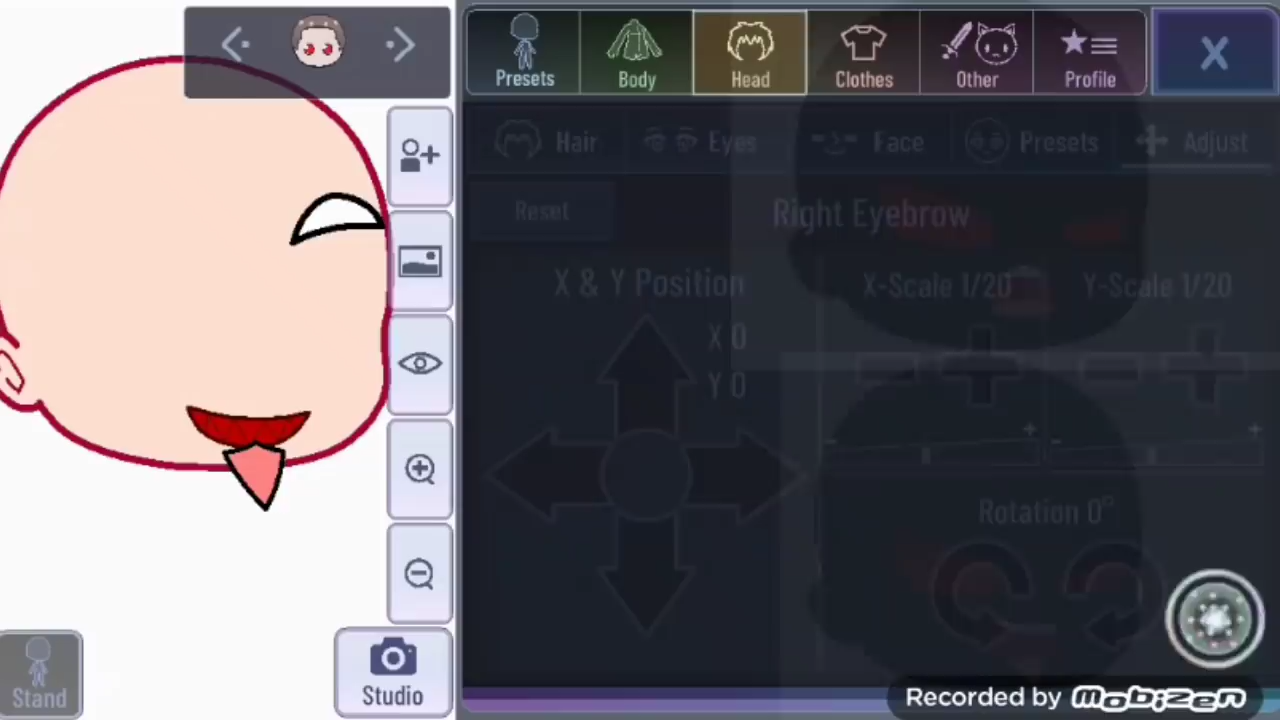 Presets
Body
Head
Clothes
Other
Profile
X
Hair
Eyes
Face
Presets
Adjust
Reset
Right Eyebrow
X & Y Position
X-Scale 1/20
Y-Scale 1/20
X 0
Y 0
Rotation 0°
Stand
Studio
Recorded by Mobizen